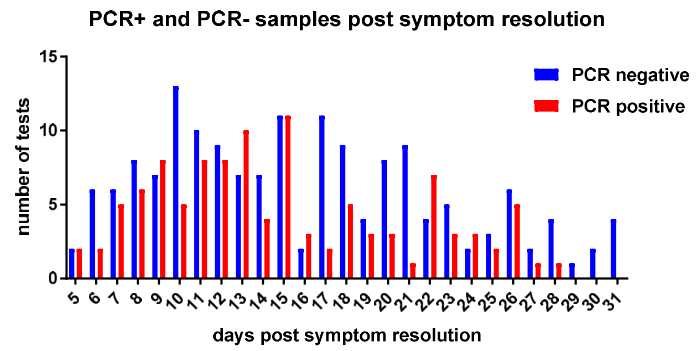 PCR+ and PCR- samples post symptom resolution
PCR negative
PCR positive
number of tests
15
10
5
0
5 6 7 8 9 10 11 12 13 14 15 16 17 18 19 20 21 22 23 24 25 26 27 28 29 30 31
days post symptom resolution